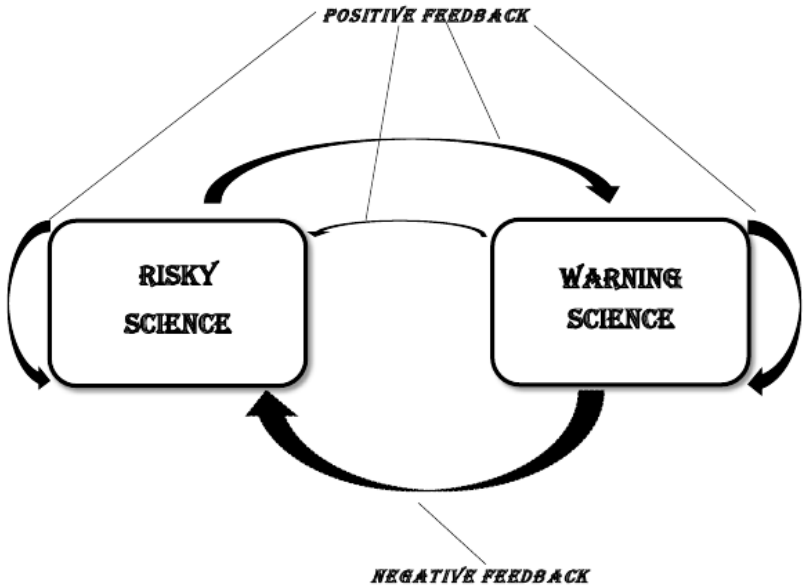 POSITIVE FEEDBACK
RISKY
SCIENCE
WARNING
SCIENCE
NEGATIVE FEEDBACK